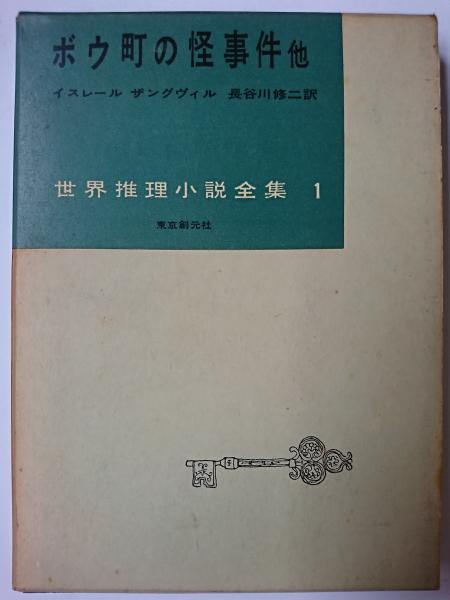 ボウ町の怪事件他
イスレール ザングヴィル 長谷川修二訳
世界推理小説全集 1
東京創元社